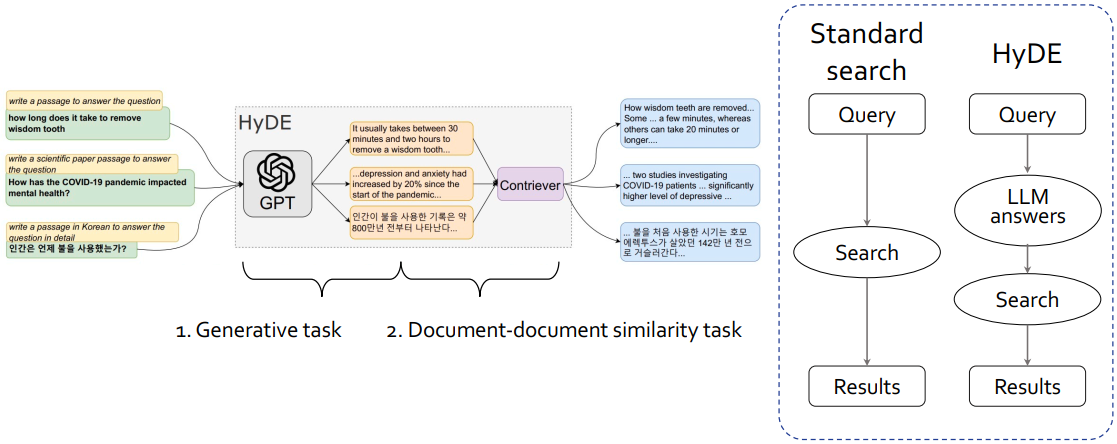 write a passage to answer the question
how long does it take to remove
wisdom tooth
write a scientific paper passage to answer
the question
How has the COVID-19 pandemic impacted
mental health?
write a passage in Korean to answer the
question in detail
인간은 언제 불을 사용했는가?
HyDE
GPT
It usually takes between 30
minutes and two hours to
remove a wisdom tooth...
...depression and anxiety had
increased by 20% since the
start of the pandemic...
인간이 불을 사용한 기록은 약
800만년 전부터 나타난다...
Contriever
How wisdom teeth are removed...
Some ... a few minutes, whereas
others can take 20 minutes or
longer....
... two studies investigating
COVID-19 patients ... significantly
higher level of depressive ...
... 불을 처음 사용한 시기는 호모
에렉투스가 살았던 142만 년 전으
로 거슬러간다...
1. Generative task
2. Document-document similarity task
Standard
search
Query
Search
Results
HyDE
Query
LLM
answers
Search
Results